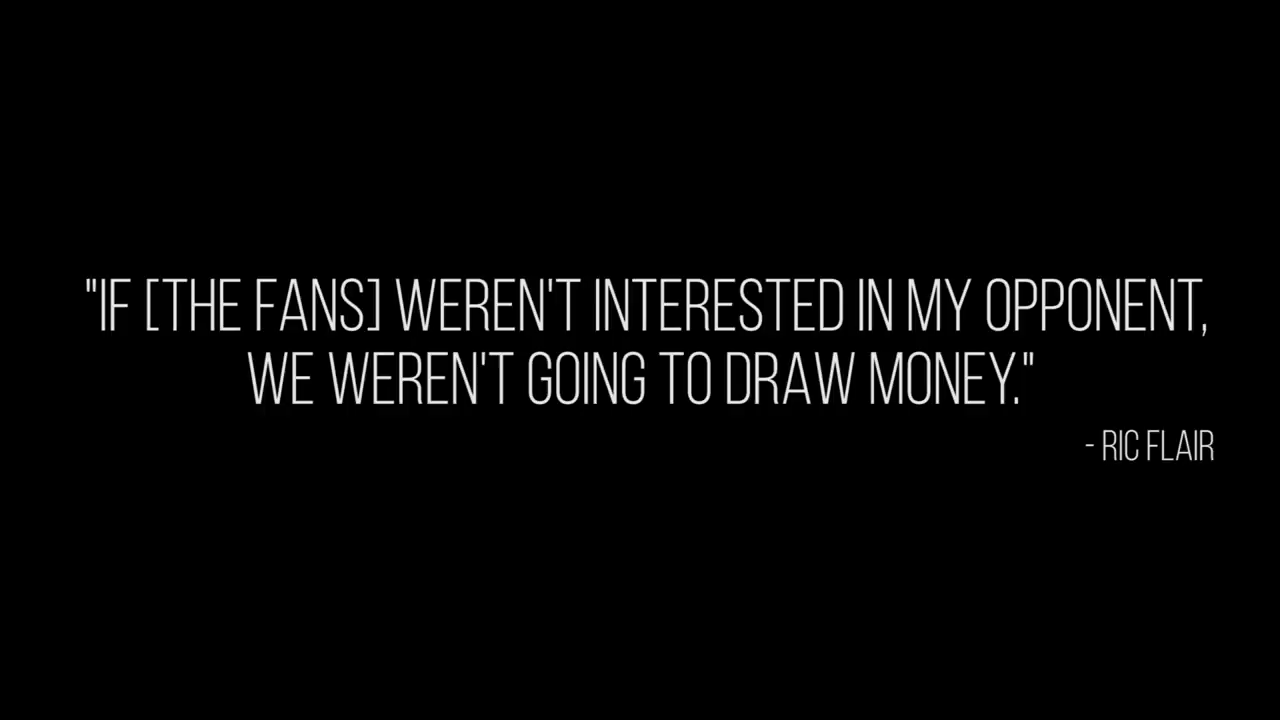 "IF [THE FANS] WEREN'T INTERESTED IN MY OPPONENT,
WE WEREN'T GOING TO DRAW MONEY."
- RIC FLAIR